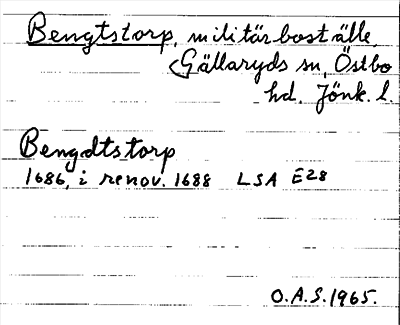 Bengtstorp, militärboställe,
Gällaryds sn, Östbo
hd. Jönk. l.
Bengdtstorp
1686, i renov. 1688 LSA E28
O.A.S. 1965.